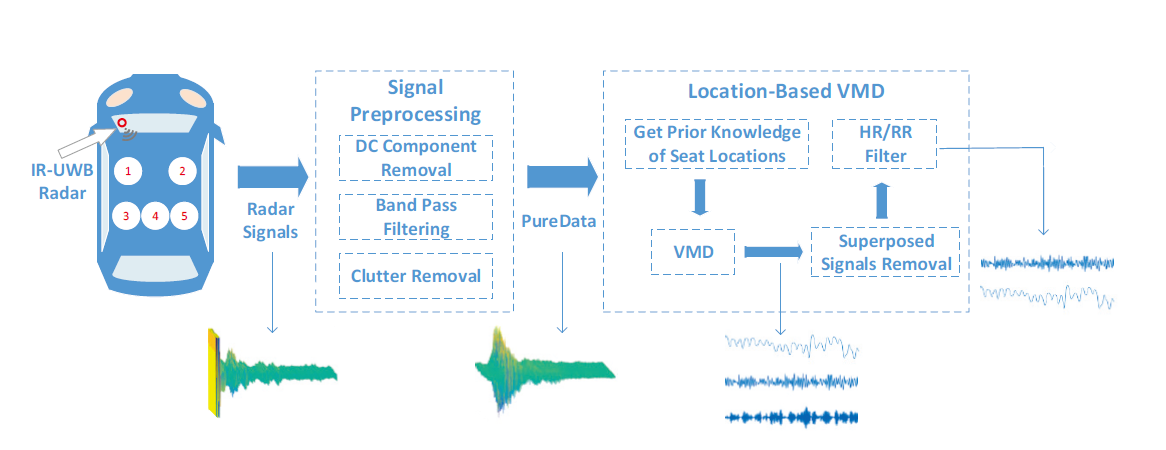 IR-UWB
Radar
1
2
3
4
5
Radar
Signals
Signal
Preprocessing
DC Component
Removal
Band Pass
Filtering
Clutter Removal
PureData
Location-Based VMD
Get Prior Knowledge
of Seat Locations
HR/RR
Filter
VMD
Superposed
Signals Removal